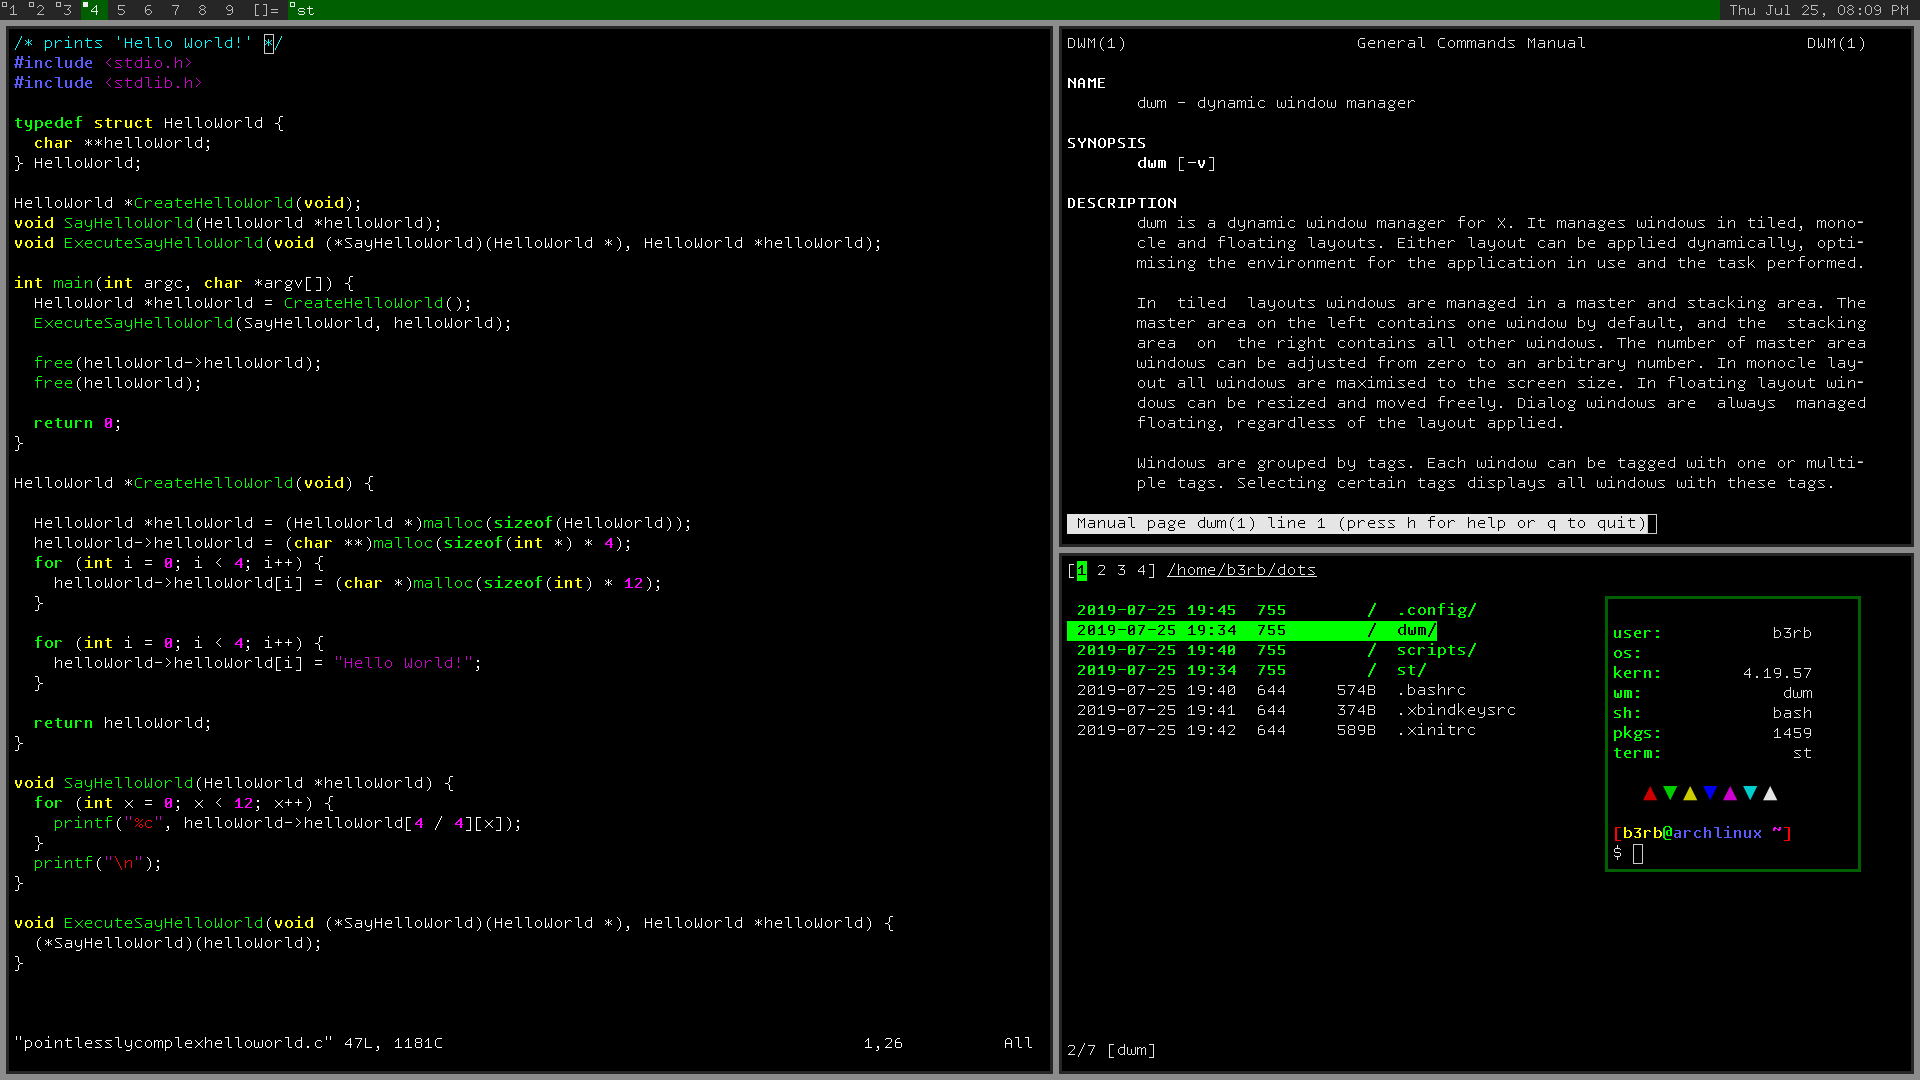 1 2 3 4 5 6 7 8 9 []= st Thu Jul 25, 08:09 PM
/* prints 'Hello World!' */
#include <stdio.h>
#include <stdlib.h>
typedef struct HelloWorld {
char **helloWorld;
} HelloWorld;
HelloWorld *CreateHelloWorld(void);
void SayHelloWorld(HelloWorld *helloWorld);
void ExecuteSayHelloWorld(void (*SayHelloWorld)(HelloWorld *), HelloWorld *helloWorld);
int main(int argc, char *argv[]) {
HelloWorld *helloWorld = CreateHelloWorld();
ExecuteSayHelloWorld(SayHelloWorld, helloWorld);
free(helloWorld->helloWorld);
free(helloWorld);
return 0;
}
HelloWorld *CreateHelloWorld(void) {
HelloWorld *helloWorld = (HelloWorld *)malloc(sizeof(HelloWorld));
helloWorld->helloWorld = (char **)malloc(sizeof(int *) * 4);
for (int i = 0; i < 4; i++) {
helloWorld->helloWorld[i] = (char *)malloc(sizeof(int) * 12);
}
for (int i = 0; i < 4; i++) {
helloWorld->helloWorld[i] = "Hello World!";
}
return helloWorld;
}
void SayHelloWorld(HelloWorld *helloWorld) {
for (int x = 0; x < 12; x++) {
printf("%c", helloWorld->helloWorld[4 / 4][x]);
}
printf("\n");
}
void ExecuteSayHelloWorld(void (*SayHelloWorld)(HelloWorld *), HelloWorld *helloWorld) {
(*SayHelloWorld)(helloWorld);
}
"pointlesslycomplexhelloworld.c" 47L, 1181C 1,26 All
DWM(1) General Commands Manual DWM(1)
NAME
dwm - dynamic window manager
SYNOPSIS
dwm [-v]
DESCRIPTION
dwm is a dynamic window manager for X. It manages windows in tiled, mono-
cle and floating layouts. Either layout can be applied dynamically, opti-
mising the environment for the application in use and the task performed.
In tiled layouts windows are managed in a master and stacking area. The
master area on the left contains one window by default, and the stacking
area on the right contains all other windows. The number of master area
windows can be adjusted from zero to an arbitrary number. In monocle lay-
out all windows are maximised to the screen size. In floating layout win-
dows can be resized and moved freely. Dialog windows are always managed
floating, regardless of the layout applied.
Windows are grouped by tags. Each window can be tagged with one or multi-
ple tags. Selecting certain tags displays all windows with these tags.
Manual page dwm(1) line 1 (press h for help or q to quit)
[1 2 3 4] /home/b3rb/dots
2019-07-25 19:45 755 / .config/
2019-07-25 19:34 755 / dwm/
2019-07-25 19:40 755 / scripts/
2019-07-25 19:34 755 / st/
2019-07-25 19:40 644 574B .bashrc
2019-07-25 19:41 644 374B .xbindkeysrc
2019-07-25 19:42 644 589B .xinitrc
2/7 [dwm]
user: b3rb
os:
kern: 4.19.57
wm: dwm
sh: bash
pkgs: 1459
term: st
[b3rb@archlinux ~]
$